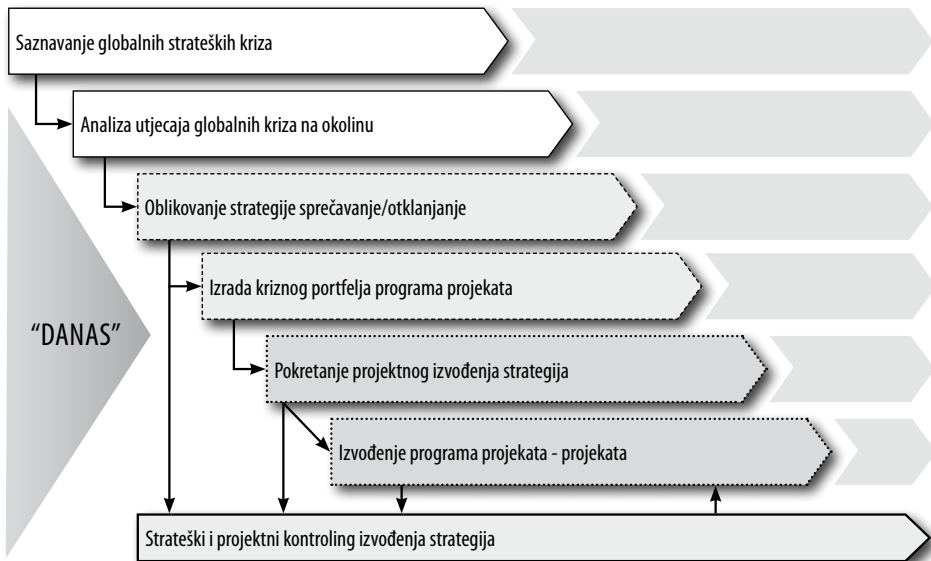 Saznavanje globalnih strateških kriza
Analiza utjecaja globalnih kriza na okolinu
Oblikovanje strategije sprečavanje/otklanjanje
Izrada kriznog portfelja programa projekata
“DANAS”
Pokretanje projektnog izvođenja strategija
Izvođenje programa projekata - projekata
Strateški i projektni kontroling izvođenja strategija